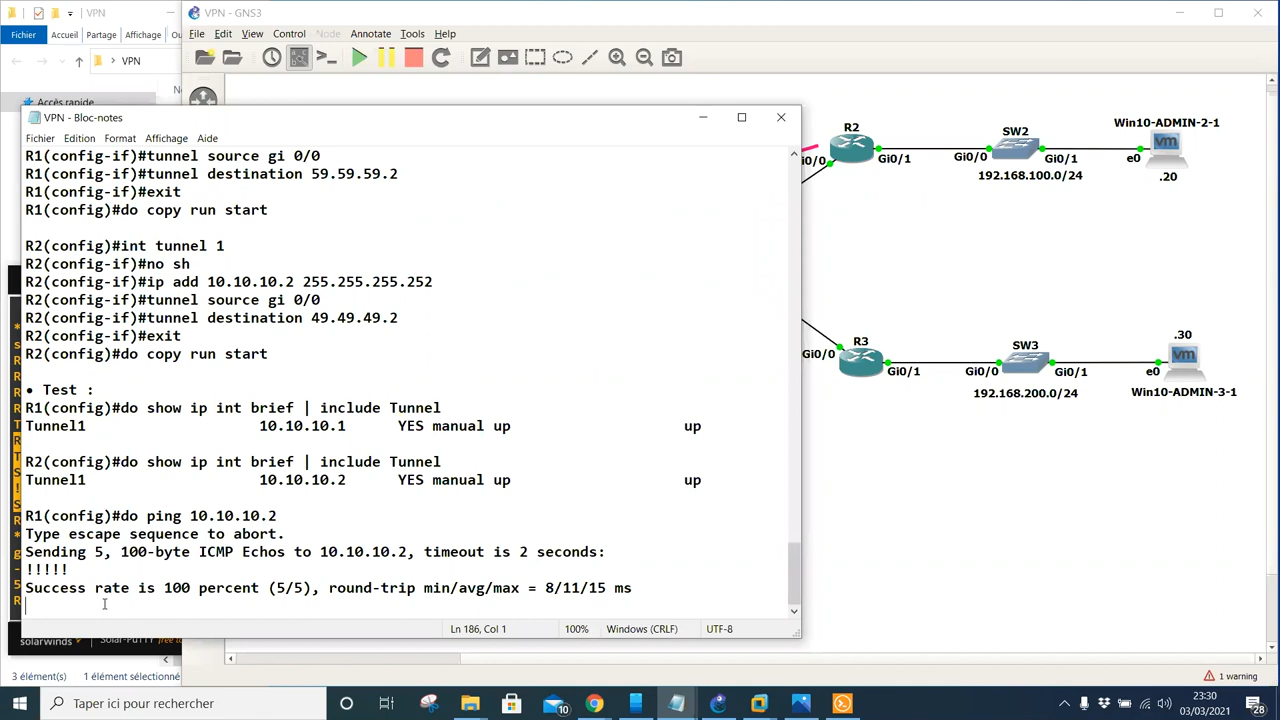 VPN
VPN - GNS3
Fichier Accueil Partage Affichage
File Edit View Control Node Annotate Tools Help
VPN
Accès rapide
VPN - Bloc-notes
Fichier Edition Format Affichage Aide
R1(config-if)#tunnel source gi 0/0
R1(config-if)#tunnel destination 59.59.59.2
R1(config-if)#exit
R1(config)#do copy run start
R2(config)#int tunnel 1
R2(config-if)#no sh
R2(config-if)#ip add 10.10.10.2 255.255.255.252
R2(config-if)#tunnel source gi 0/0
R2(config-if)#tunnel destination 49.49.49.2
R2(config-if)#exit
R2(config)#do copy run start
• Test :
R1(config)#do show ip int brief | include Tunnel
Tunnel1 10.10.10.1 YES manual up up
R2(config)#do show ip int brief | include Tunnel
Tunnel1 10.10.10.2 YES manual up up
R1(config)#do ping 10.10.10.2
Type escape sequence to abort.
Sending 5, 100-byte ICMP Echos to 10.10.10.2, timeout is 2 seconds:
!!!!!
Success rate is 100 percent (5/5), round-trip min/avg/max = 8/11/15 ms
Ln 186, Col 1 100% Windows (CRLF) UTF-8
R2 SW2 Win10-ADMIN-2-1
Gi0/0 Gi0/1 Gi0/0 Gi0/1 e0
192.168.100.0/24 .20
R3 SW3 .30
Gi0/0 Gi0/1 Gi0/0 Gi0/1 e0
192.168.200.0/24 Win10-ADMIN-3-1
solarwinds Solar-PuTTY
3 élément(s) 1 élément sélectionné
1 warning
Taper ici pour rechercher
10
23:30
03/03/2021
28